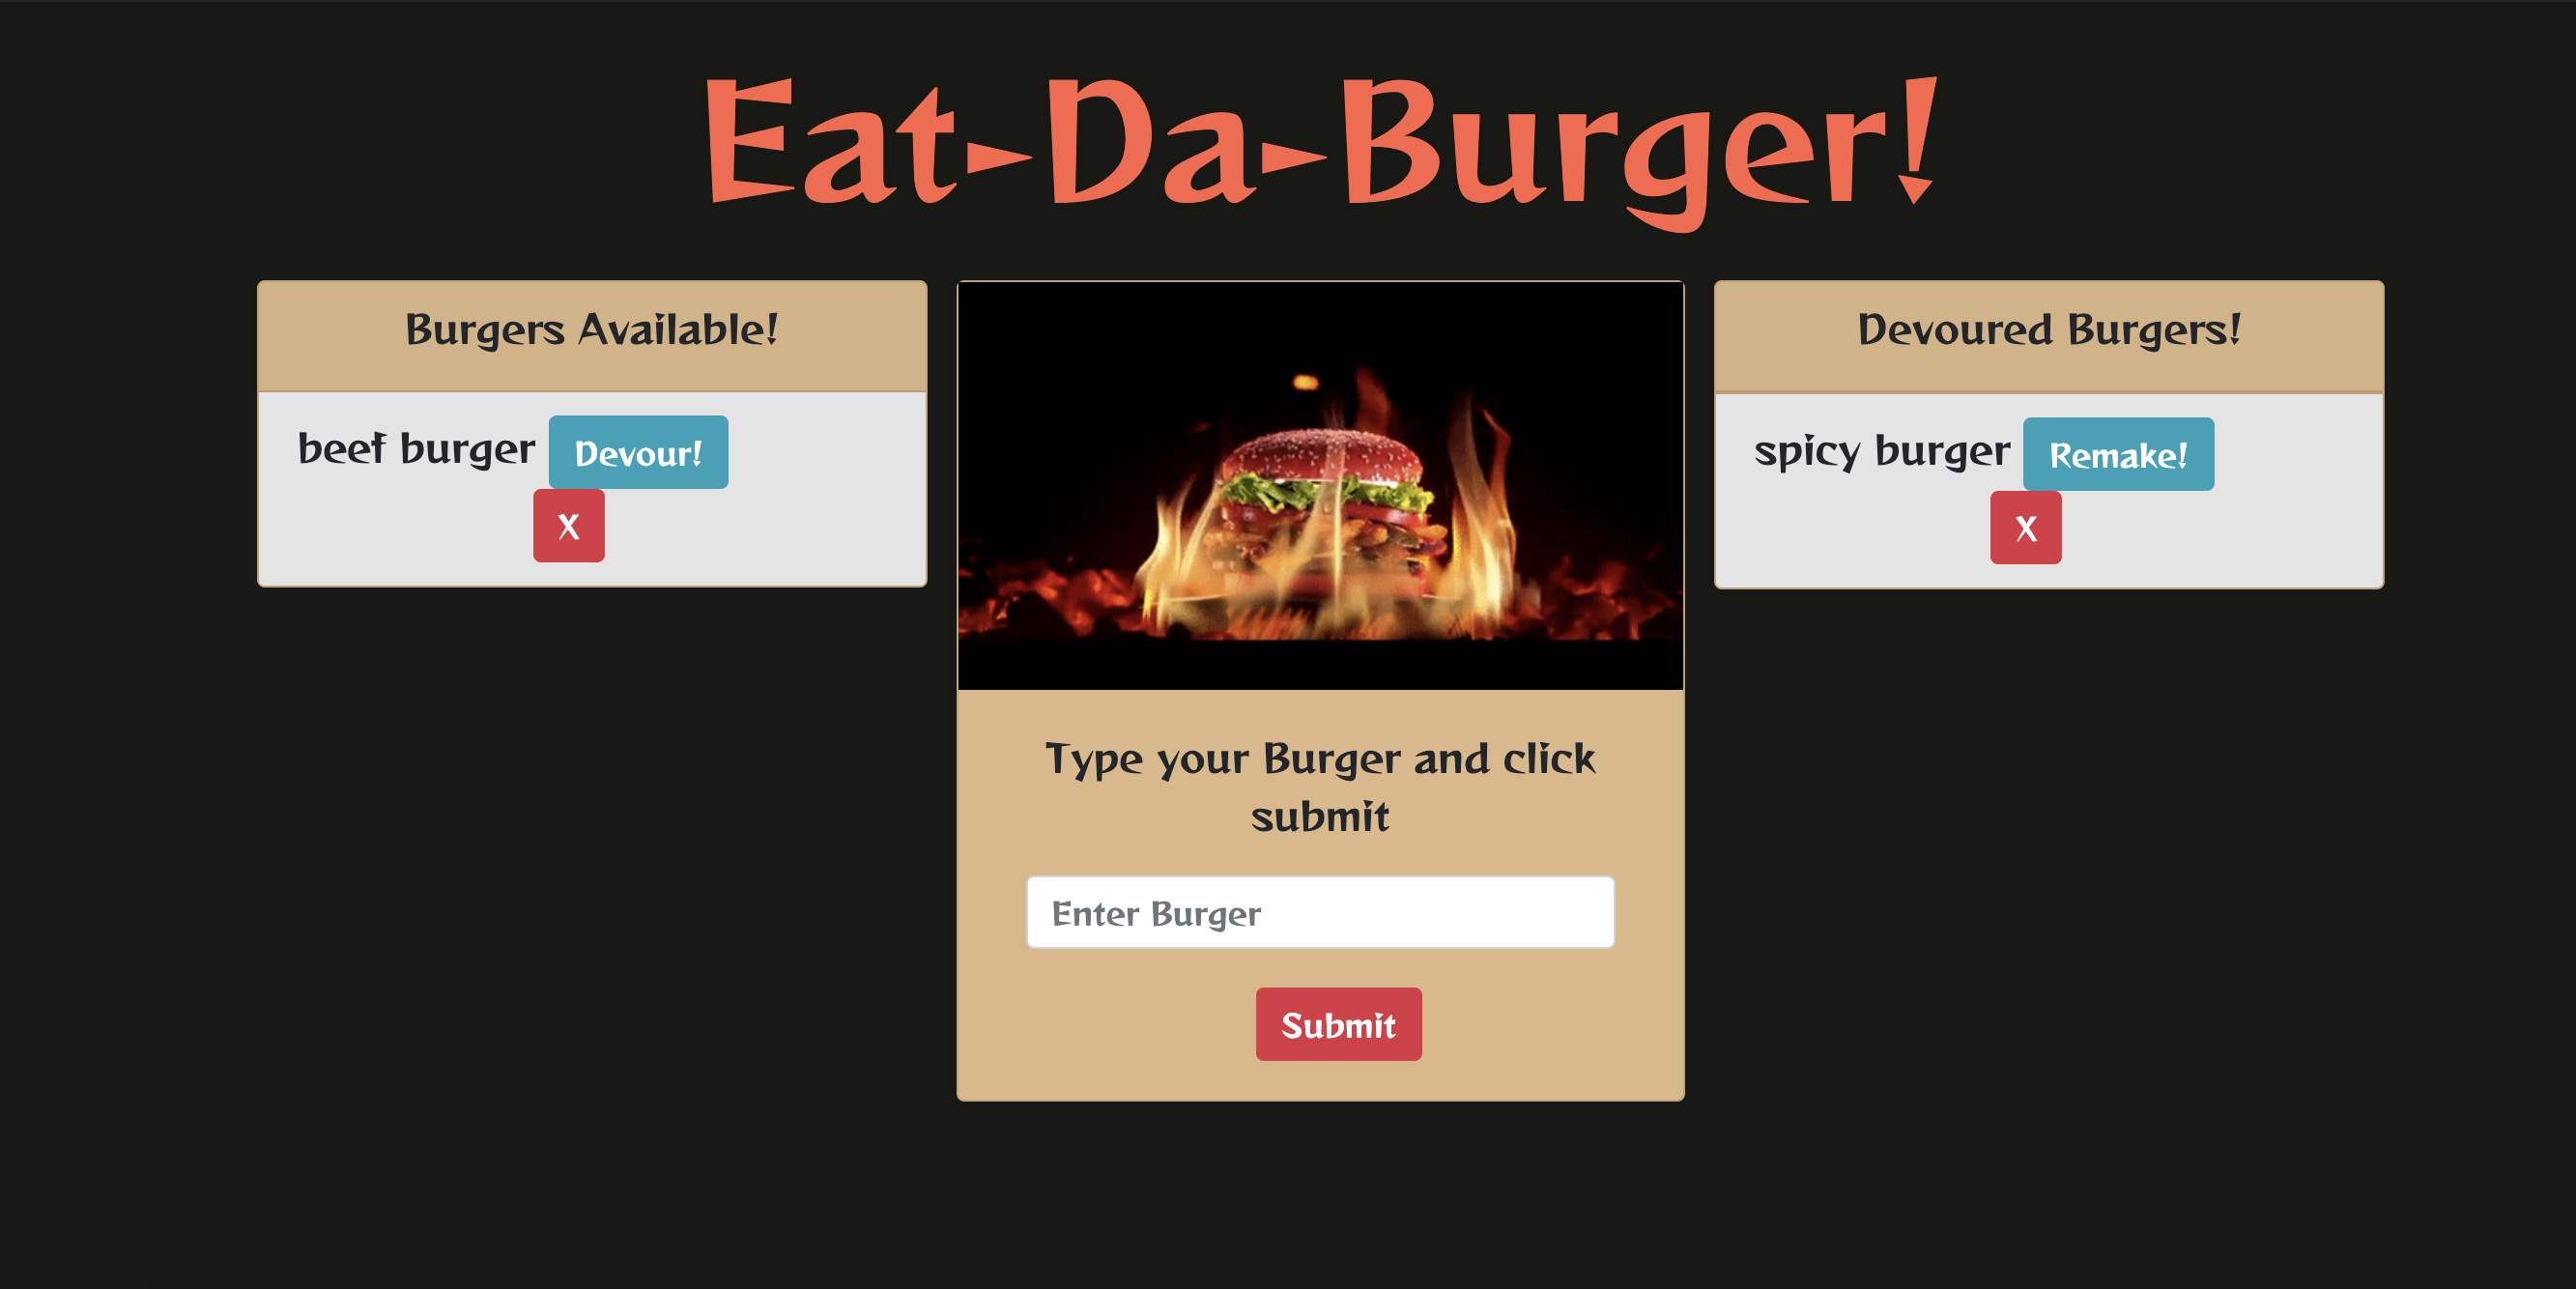 Eat-Da-Burger!
Burgers Available!
beef burger Devour!
X
Type your Burger and click
submit
Enter Burger
Submit
Devoured Burgers!
spicy burger Remake!
X